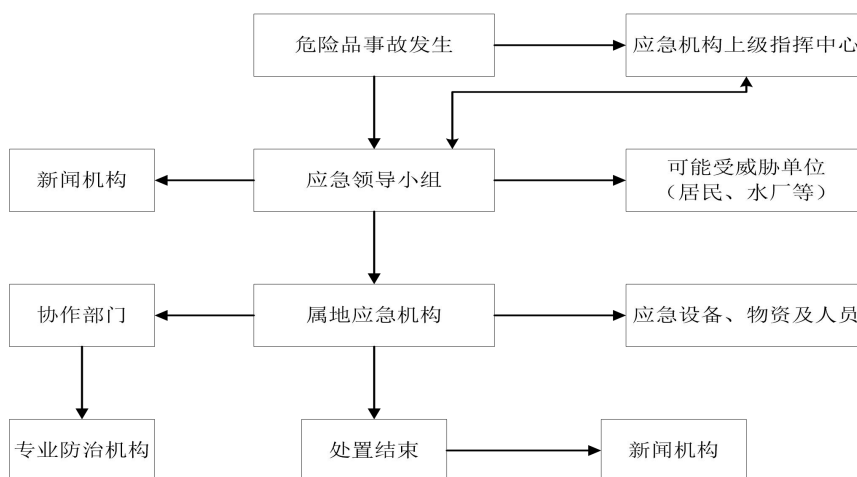 危险品事故发生
应急机构上级指挥中心
新闻机构
应急领导小组
可能受威胁单位
（居民、水厂等）
协作部门
属地应急机构
应急设备、物资及人员
专业防治机构
处置结束
新闻机构